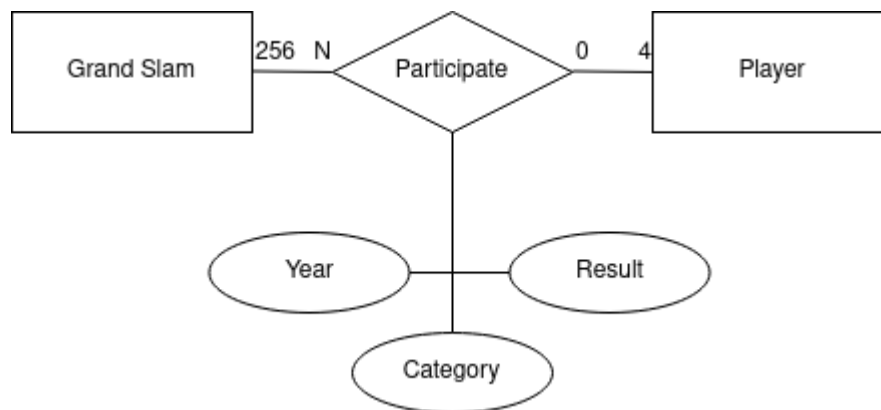 256 N
0 4
Grand Slam
Participate
Player
Year
Result
Category